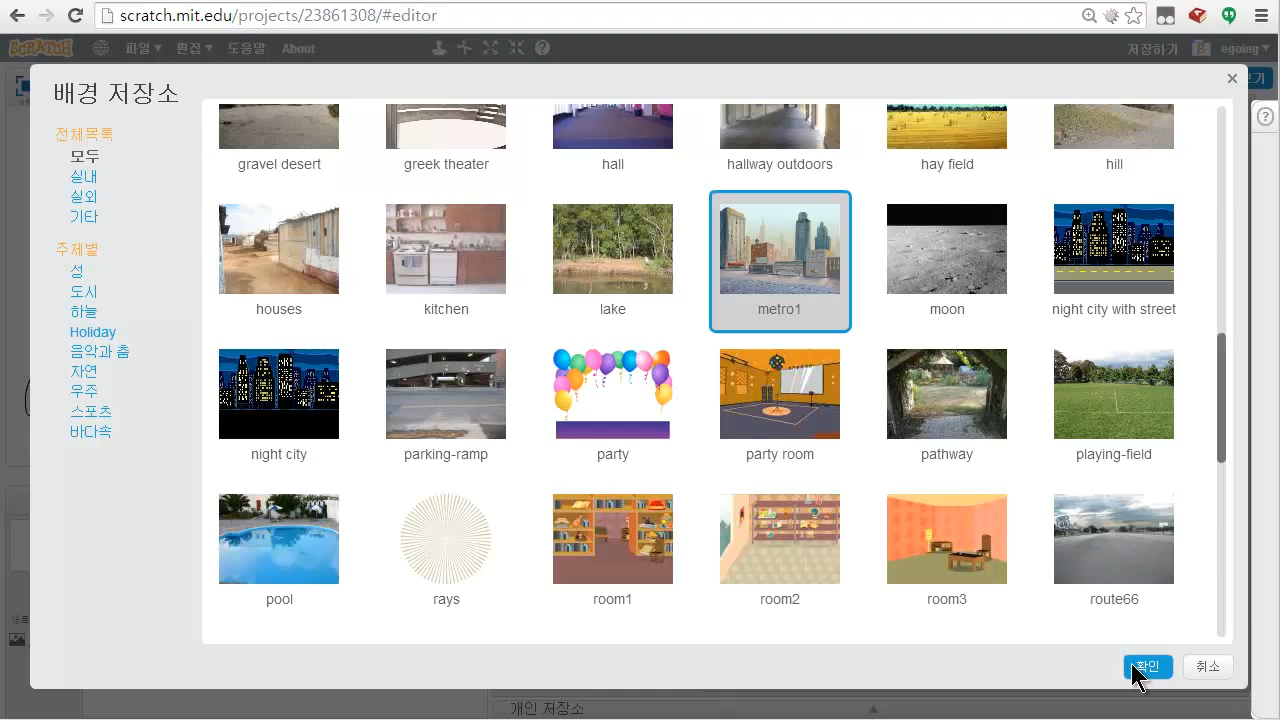 scratch.mit.edu/projects/23861308/#editor
SCRATCH 파일 ▼ 편집 ▼ 도움말 About 저장하기 egoing ▼
배경 저장소
전체목록
모두
실내
실외
기타
주제별
성
도시
하늘
Holiday
음악과 춤
자연
우주
스포츠
바다속
gravel desert greek theater hall hallway outdoors hay field hill
houses kitchen lake metro1 moon night city with street
night city parking-ramp party party room pathway playing-field
pool rays room1 room2 room3 route66
확인 취소
개인 저장소